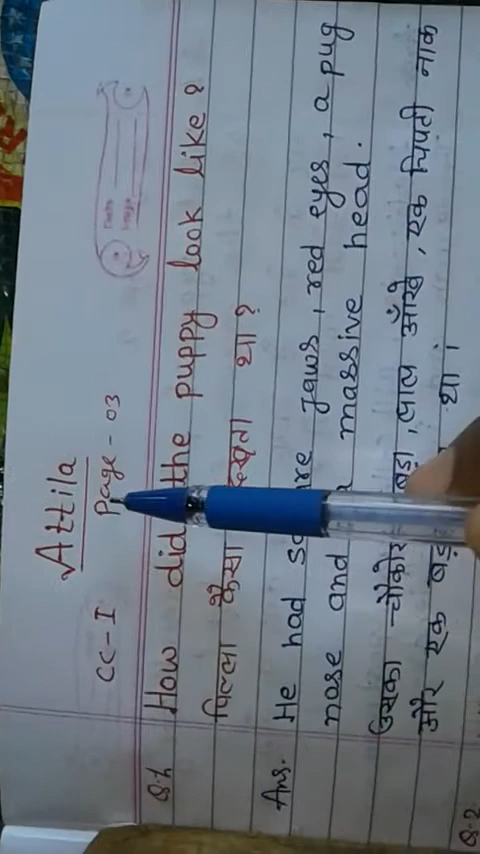 Attila
CC-I Page-03
Q.1 How did the puppy look like ?
पिल्ला कैसा था ?
Ans. He had jaws, red eyes, a pug
nose and massive head.
उसका चौकोर , लाल आँखे, एक चिपटी नाक
और एक था ।
Q.2